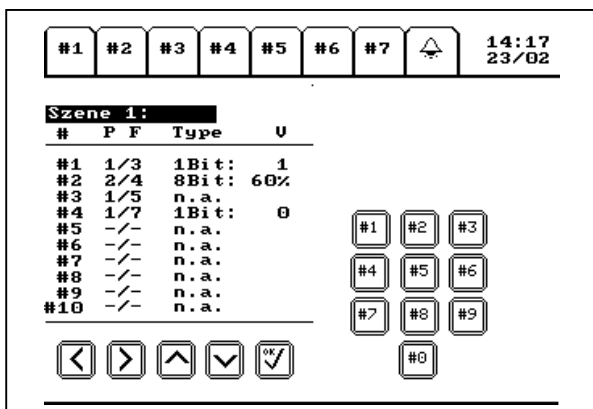 #1 #2 #3 #4 #5 #6 #7 14:17
23/02
Szene 1:
# P F Type V
#1 1/3 1Bit: 1
#2 2/4 8Bit: 60%
#3 1/5 n.a.
#4 1/7 1Bit: 0
#5 -/- n.a.
#6 -/- n.a.
#7 -/- n.a.
#8 -/- n.a.
#9 -/- n.a.
#10 -/- n.a.
#1 #2 #3
#4 #5 #6
#7 #8 #9
OK #0